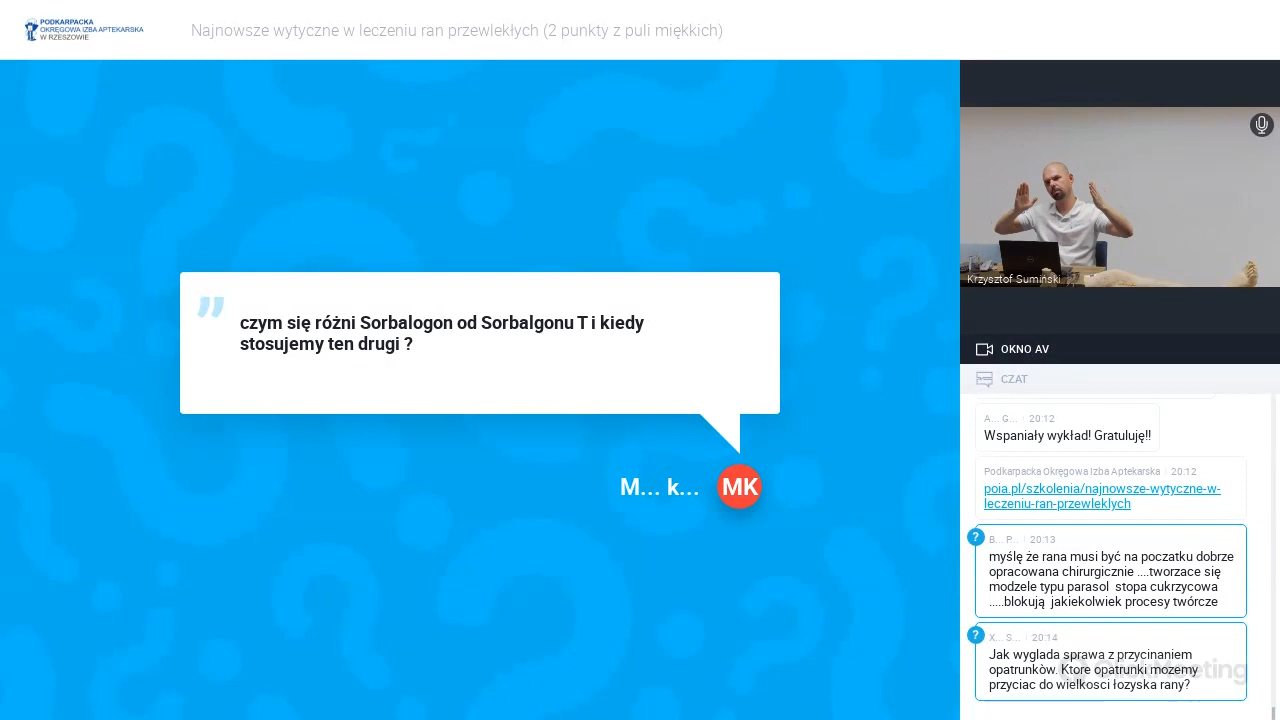 PODKARPACKA
OKRĘGOWA IZBA APTEKARSKA
W RZESZOWIE
Najnowsze wytyczne w leczeniu ran przewlekłych (2 punkty z puli miękkich)
czym się różni Sorbalogon od Sorbalgonu T i kiedy
stosujemy ten drugi ?
M... k...
MK
Krzysztof Sumiński
OKNO AV
CZAT
A... G... 20:12
Wspaniały wykład! Gratuluję!!
Podkarpacka Okręgowa Izba Aptekarska 20:12
poia.pl/szkolenia/najnowsze-wytyczne-w-
leczeniu-ran-przewleklych
?
B... P... 20:13
myślę że rana musi być na poczatku dobrze
opracowana chirurgicznie ....tworzace się
modzele typu parasol stopa cukrzycowa
.....blokują jakiekolwiek procesy twórcze
?
X... S... 20:14
Jak wyglada sprawa z przycinaniem
opatrunkòw. Ktore opatrunki mozemy
przyciac do wielkosci łozyska rany?
ClickMeeting